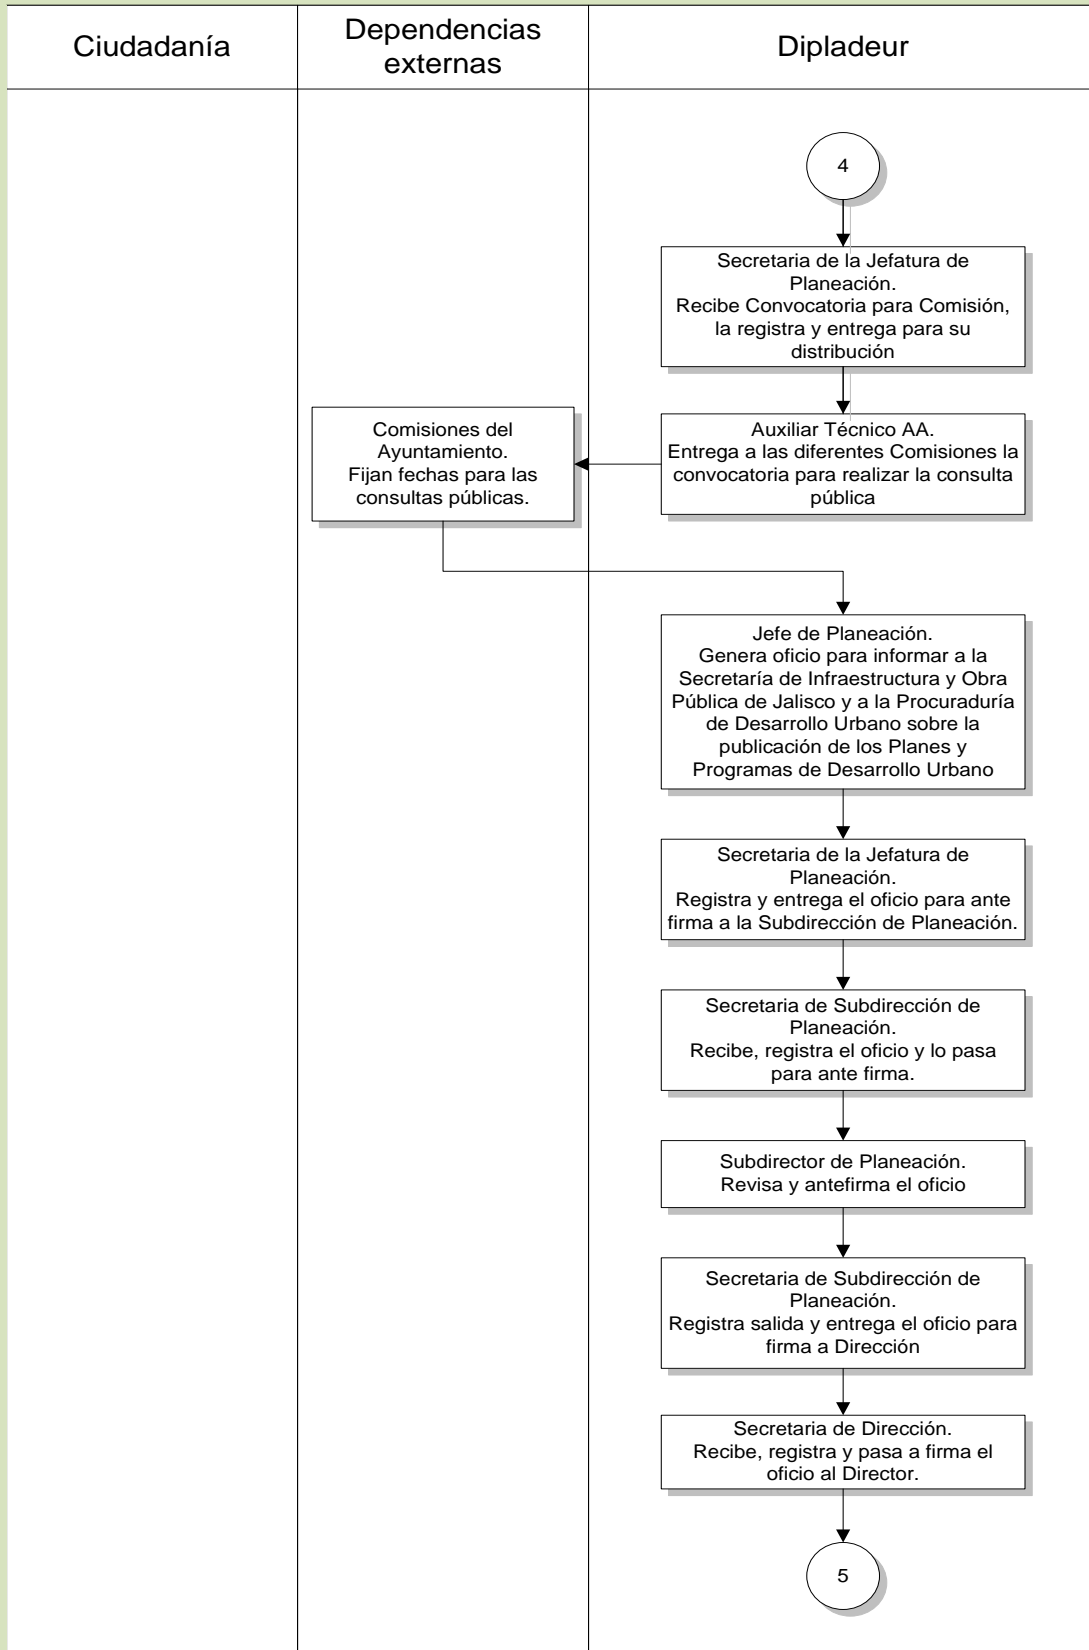 Ciudadanía
Dependencias
externas
Dipladeur
4
Secretaria de la Jefatura de
Planeación.
Recibe Convocatoria para Comisión,
la registra y entrega para su
distribución
Auxiliar Técnico AA.
Entrega a las diferentes Comisiones la
convocatoria para realizar la consulta
pública
Comisiones del
Ayuntamiento.
Fijan fechas para las
consultas públicas.
Jefe de Planeación.
Genera oficio para informar a la
Secretaría de Infraestructura y Obra
Pública de Jalisco y a la Procuraduría
de Desarrollo Urbano sobre la
publicación de los Planes y
Programas de Desarrollo Urbano
Secretaria de la Jefatura de
Planeación.
Registra y entrega el oficio para ante
firma a la Subdirección de Planeación.
Secretaria de Subdirección de
Planeación.
Recibe, registra el oficio y lo pasa
para ante firma.
Subdirector de Planeación.
Revisa y antefirma el oficio
Secretaria de Subdirección de
Planeación.
Registra salida y entrega el oficio para
firma a Dirección
Secretaria de Dirección.
Recibe, registra y pasa a firma el
oficio al Director.
5